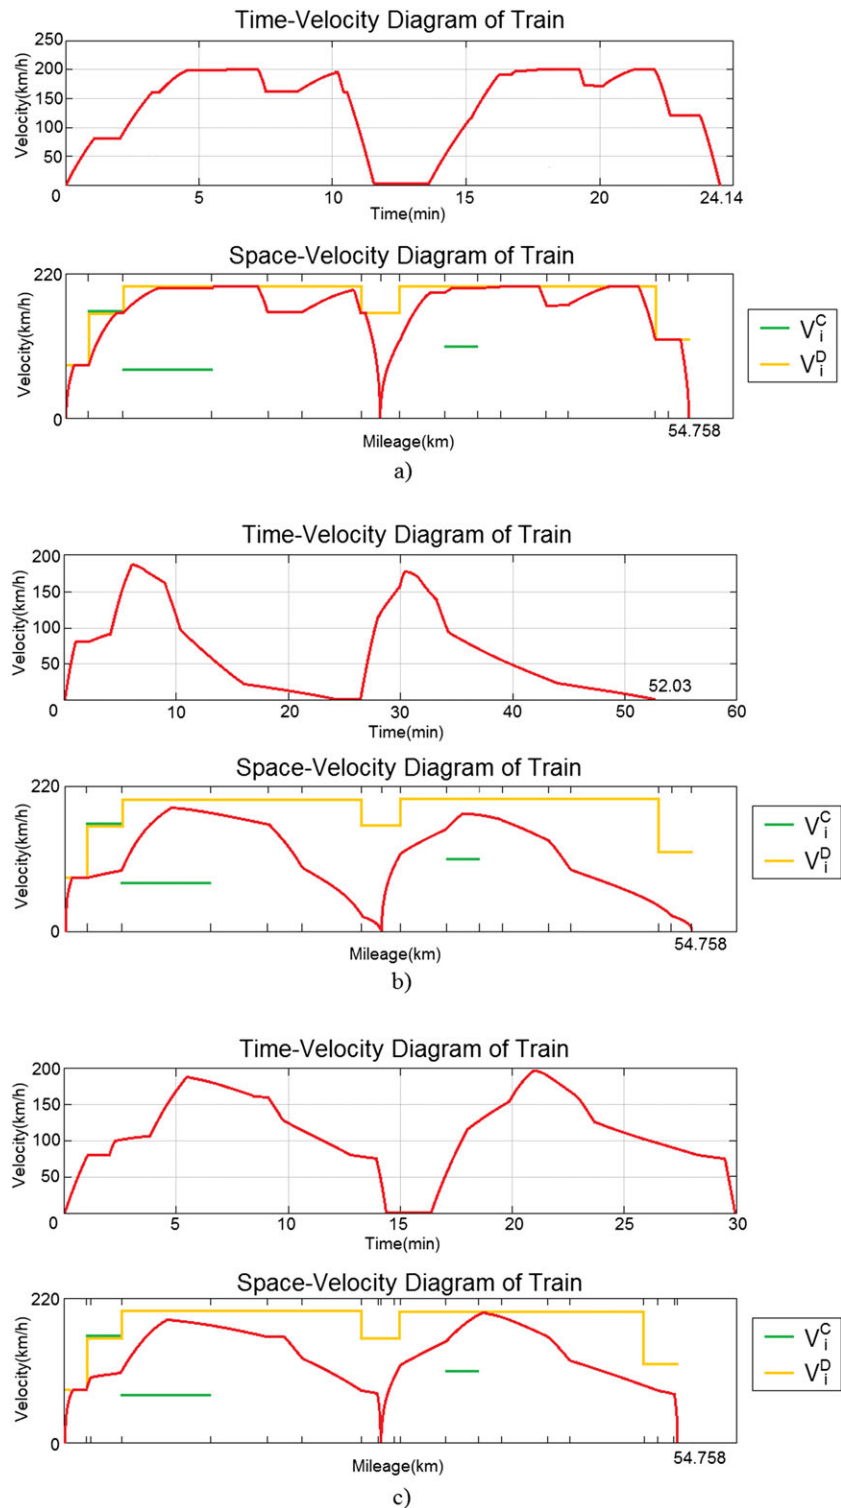 Time-Velocity Diagram of Train
250
200
150
100
50
0
Velocity(km/h)
5
10
15
20
24.14
Time(min)
Space-Velocity Diagram of Train
220
0
Velocity(km/h)
Mileage(km)
54.758
V_i^C
V_i^D
a)
Time-Velocity Diagram of Train
200
150
100
50
0
Velocity(km/h)
52.03
0
10
20
30
40
50
60
Time(min)
Space-Velocity Diagram of Train
220
0
Velocity(km/h)
Mileage(km)
54.758
V_i^C
V_i^D
b)
Time-Velocity Diagram of Train
200
150
100
50
0
Velocity(km/h)
5
10
15
20
25
30
Time(min)
Space-Velocity Diagram of Train
220
0
Velocity(km/h)
Mileage(km)
54.758
V_i^C
V_i^D
c)